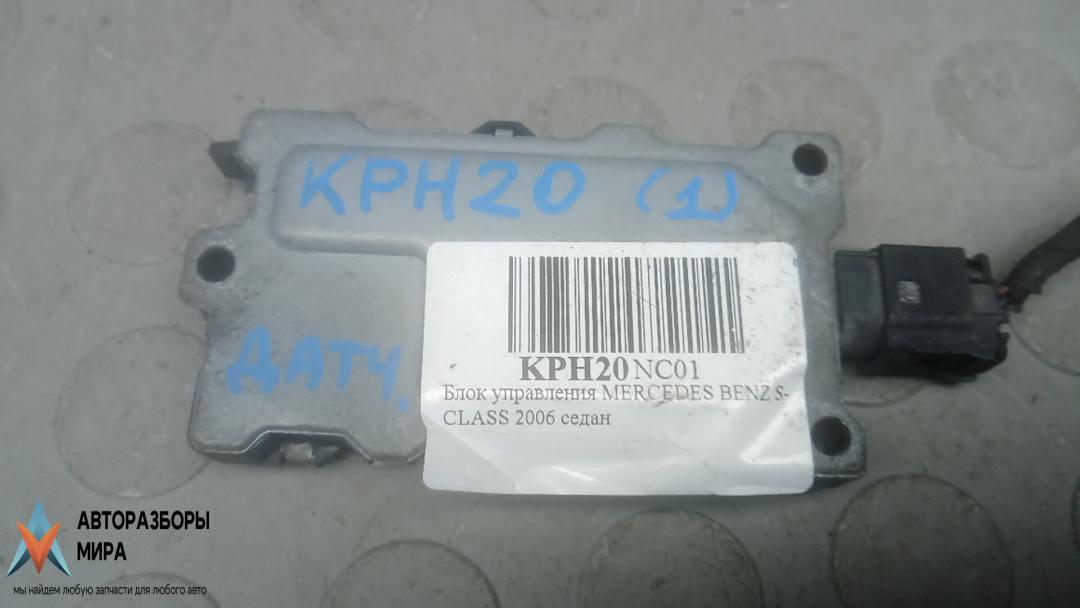 KPH20 (1)
KPH20 NC01
Блок управления MERCEDES BENZ S-
CLASS 2006 седан
ДАТЧ.
АВТОРАЗБОРЫ
МИРА
мы найдем любую запчасти для любого авто